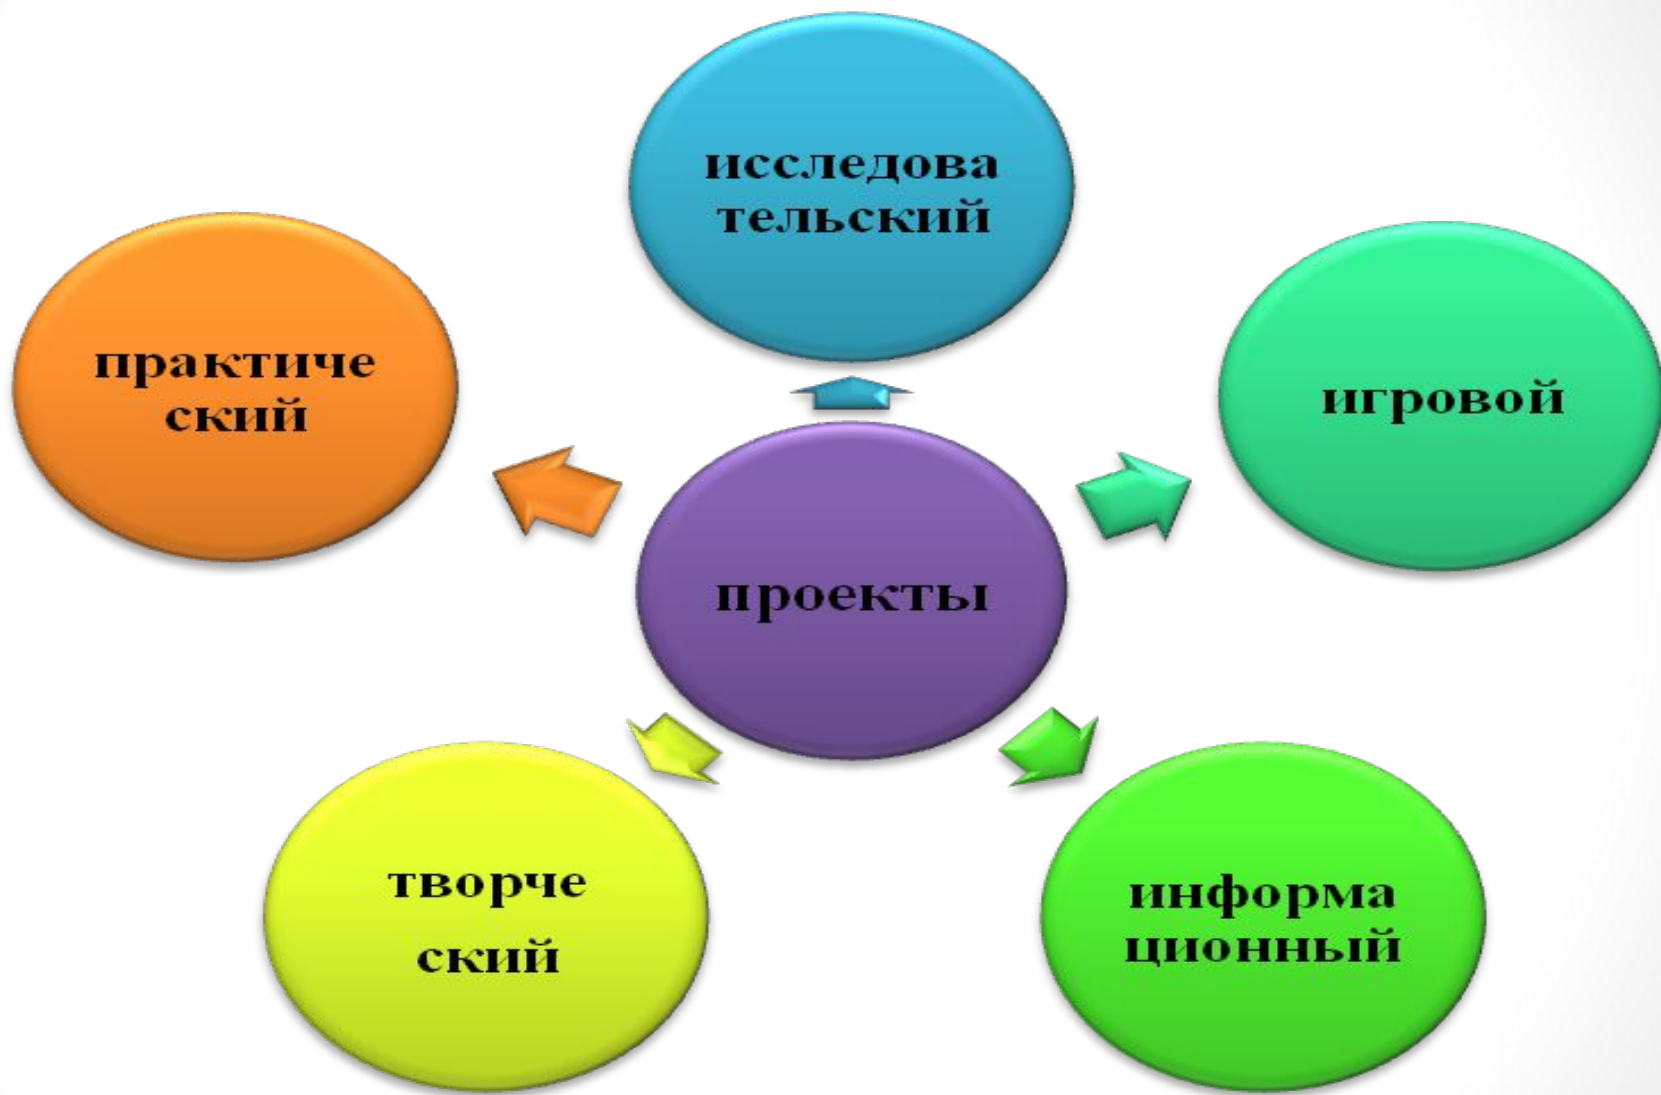 исследова
тельский
практиче
ский
игровой
проекты
творче
ский
информа
ционный